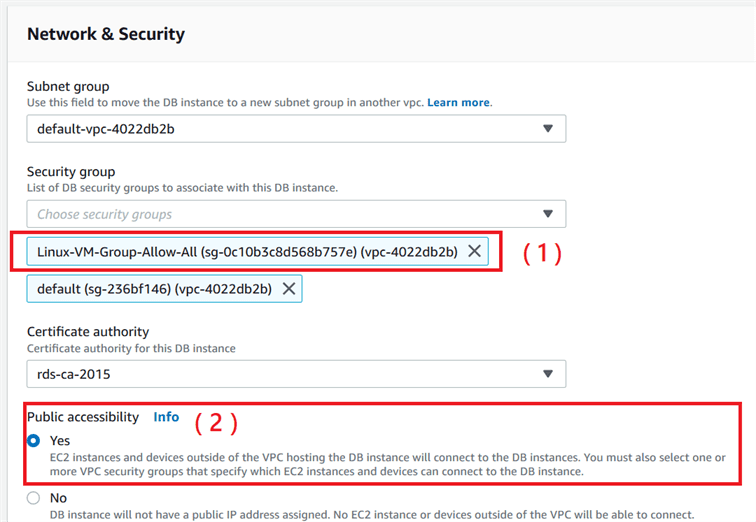 Network & Security
Subnet group
Use this field to move the DB instance to a new subnet group in another vpc. Learn more.
default-vpc-4022db2b
Security group
List of DB security groups to associate with this DB instance.
Choose security groups
Linux-VM-Group-Allow-All (sg-0c10b3c8d568b757e) (vpc-4022db2b)
( 1 )
default (sg-236bf146) (vpc-4022db2b)
Certificate authority
Certificate authority for this DB instance
rds-ca-2015
Public accessibility Info ( 2 )
Yes
EC2 instances and devices outside of the VPC hosting the DB instance will connect to the DB instances. You must also select one or
more VPC security groups that specify which EC2 instances and devices can connect to the DB instance.
No
DB instance will not have a public IP address assigned. No EC2 instance or devices outside of the VPC will be able to connect.